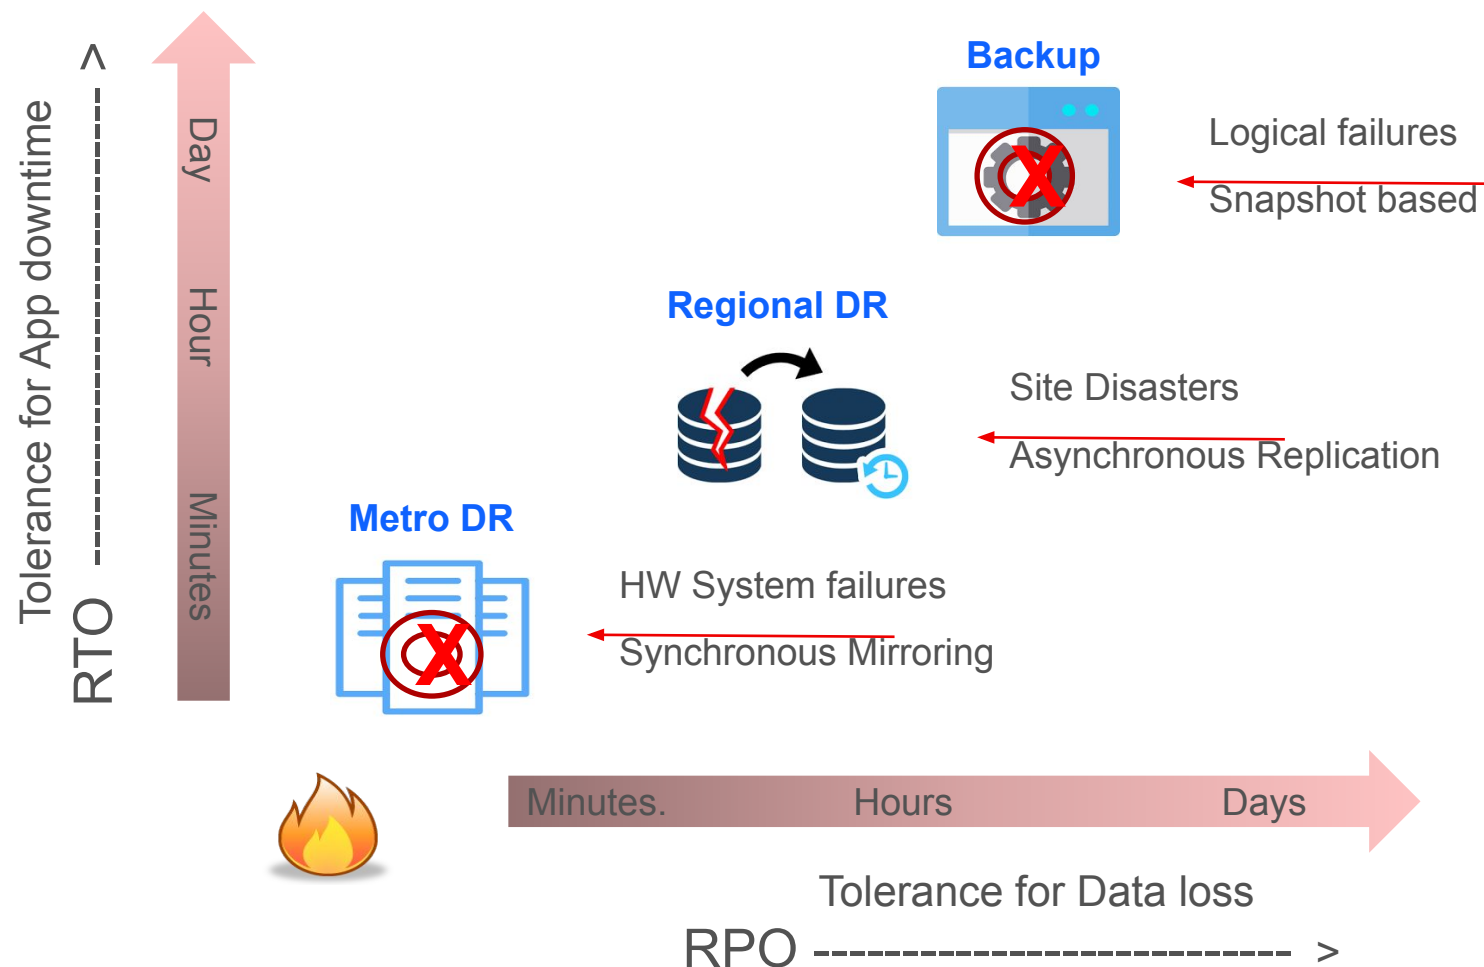 Backup
Logical failures
Snapshot based
Regional DR
Site Disasters
Asynchronous Replication
Metro DR
HW System failures
Synchronous Mirroring
Tolerance for App downtime
RTO ------------------------------ >
Day
Hour
Minutes
Minutes.
Hours
Days
Tolerance for Data loss
RPO --------------------------- >
X
X